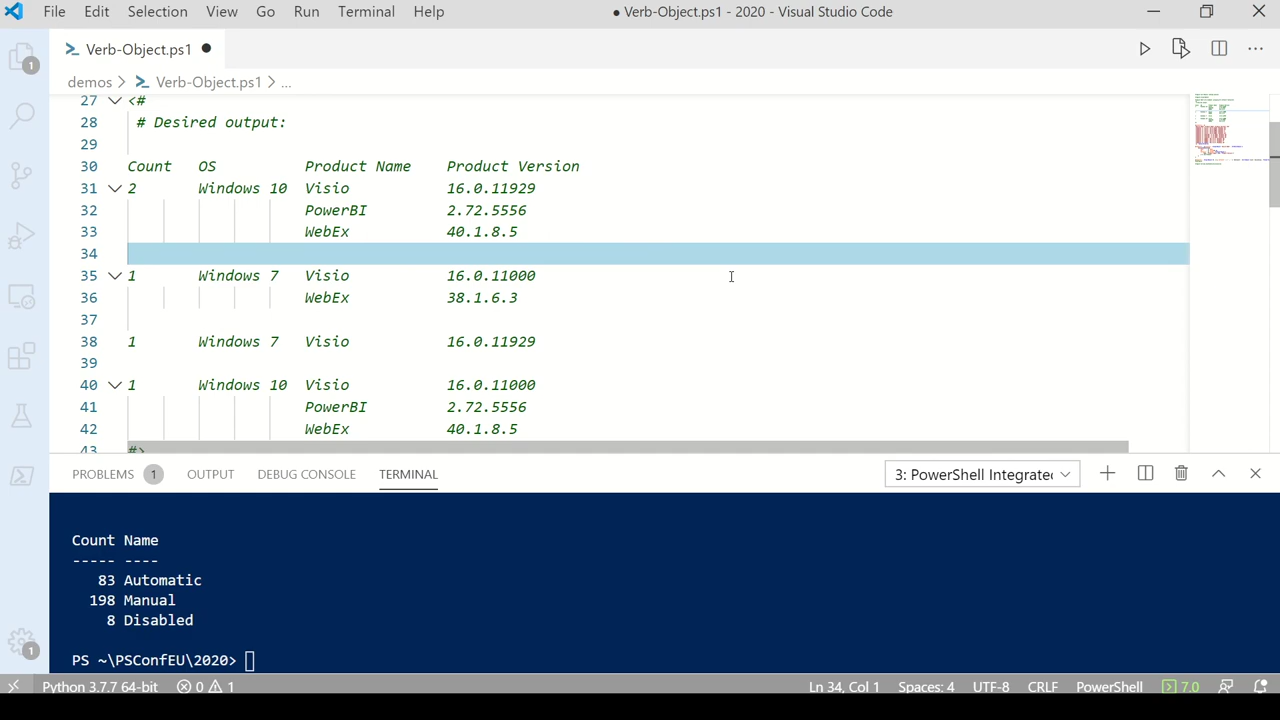 File Edit Selection View Go Run Terminal Help ● Verb-Object.ps1 - 2020 - Visual Studio Code
Verb-Object.ps1 ●
demos > Verb-Object.ps1 > ...
27 <#
28 # Desired output:
29
30 Count OS Product Name Product Version
31 2 Windows 10 Visio 16.0.11929
32 PowerBI 2.72.5556
33 WebEx 40.1.8.5
34
35 1 Windows 7 Visio 16.0.11000
36 WebEx 38.1.6.3
37
38 1 Windows 7 Visio 16.0.11929
39
40 1 Windows 10 Visio 16.0.11000
41 PowerBI 2.72.5556
42 WebEx 40.1.8.5
43 #>
PROBLEMS 1 OUTPUT DEBUG CONSOLE TERMINAL 3: PowerShell Integrated
Count Name
----- ----
83 Automatic
198 Manual
8 Disabled
PS ~\PSConfEU\2020>
1
1
Python 3.7.7 64-bit 0 1 Ln 34, Col 1 Spaces: 4 UTF-8 CRLF PowerShell 7.0